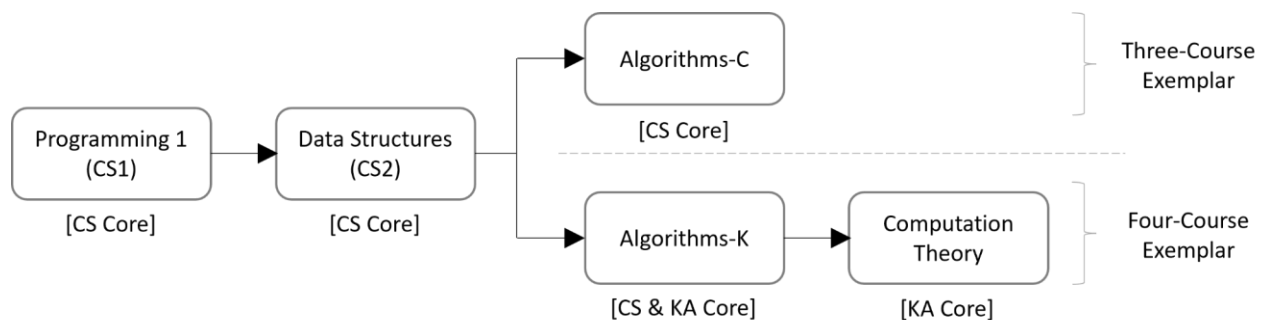 Programming 1
(CS1)
[CS Core]
Data Structures
(CS2)
[CS Core]
Algorithms-C
[CS Core]
Three-Course
Exemplar
Algorithms-K
[CS & KA Core]
Computation
Theory
[KA Core]
Four-Course
Exemplar